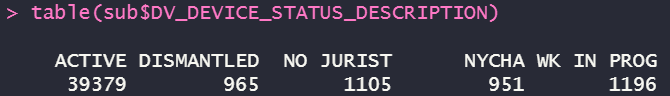 > table(sub$DV_DEVICE_STATUS_DESCRIPTION)
ACTIVE DISMANTLED NO JURIST NYCHA WK IN PROG
39379 965 1105 951 1196